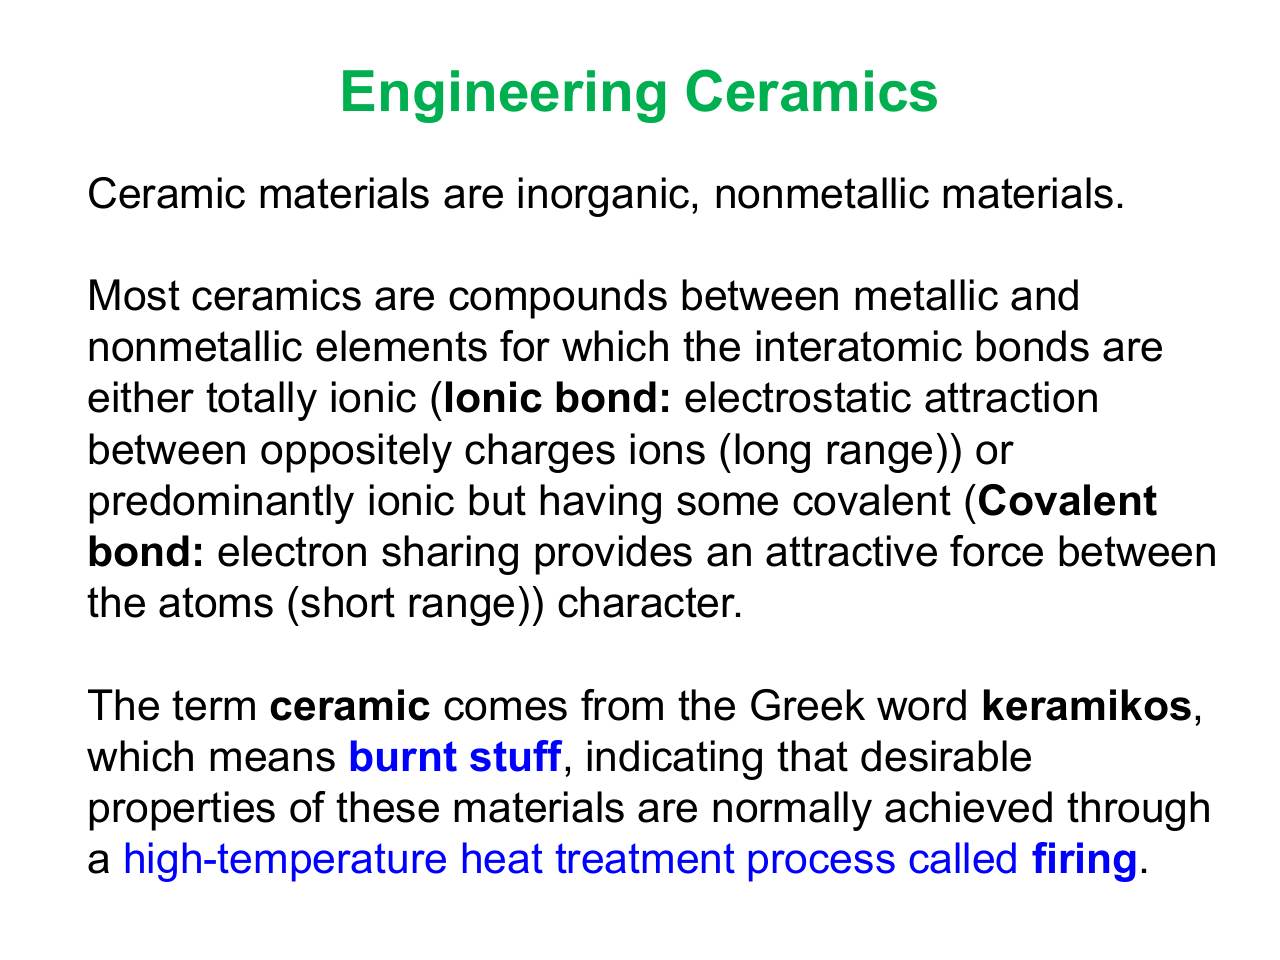 Engineering Ceramics
Ceramic materials are inorganic, nonmetallic materials.
Most ceramics are compounds between metallic and
nonmetallic elements for which the interatomic bonds are
either totally ionic (Ionic bond: electrostatic attraction
between oppositely charges ions (long range)) or
predominantly ionic but having some covalent (Covalent
bond: electron sharing provides an attractive force between
the atoms (short range)) character.
The term ceramic comes from the Greek word keramikos,
which means burnt stuff, indicating that desirable
properties of these materials are normally achieved through
a high-temperature heat treatment process called firing.